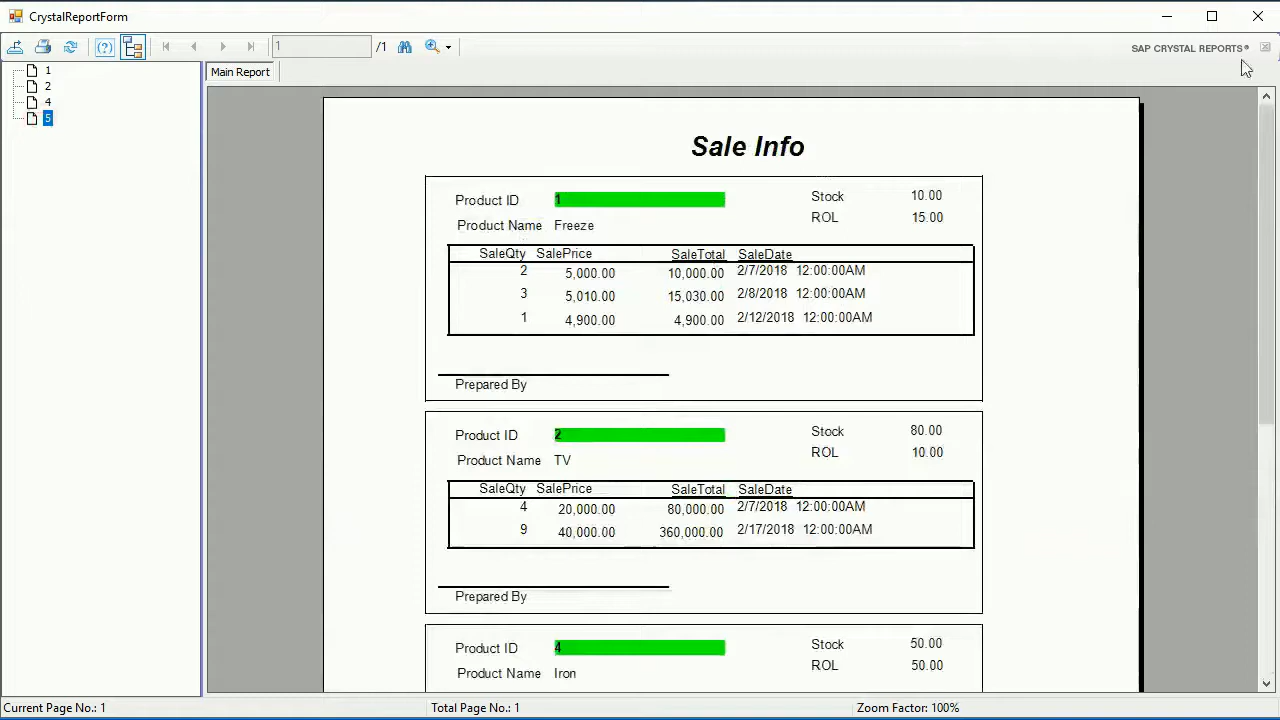 CrystalReportForm
1 /1 SAP CRYSTAL REPORTS®
1
2
4
5
Main Report
Sale Info
Product ID 1 Stock 10.00
Product Name Freeze ROL 15.00
SaleQty SalePrice SaleTotal SaleDate
2 5,000.00 10,000.00 2/7/2018 12:00:00AM
3 5,010.00 15,030.00 2/8/2018 12:00:00AM
1 4,900.00 4,900.00 2/12/2018 12:00:00AM
Prepared By
Product ID 2 Stock 80.00
Product Name TV ROL 10.00
SaleQty SalePrice SaleTotal SaleDate
4 20,000.00 80,000.00 2/7/2018 12:00:00AM
9 40,000.00 360,000.00 2/17/2018 12:00:00AM
Prepared By
Product ID 4 Stock 50.00
Product Name Iron ROL 50.00
Current Page No.: 1 Total Page No.: 1 Zoom Factor: 100%